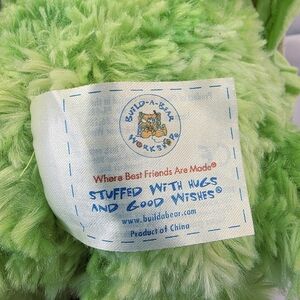 BUILD-A-BEAR
WORKSHOP®
Where Best Friends Are Made®
STUFFED WITH HUGS
AND GOOD WISHES®
www.buildabear.com
Product of China